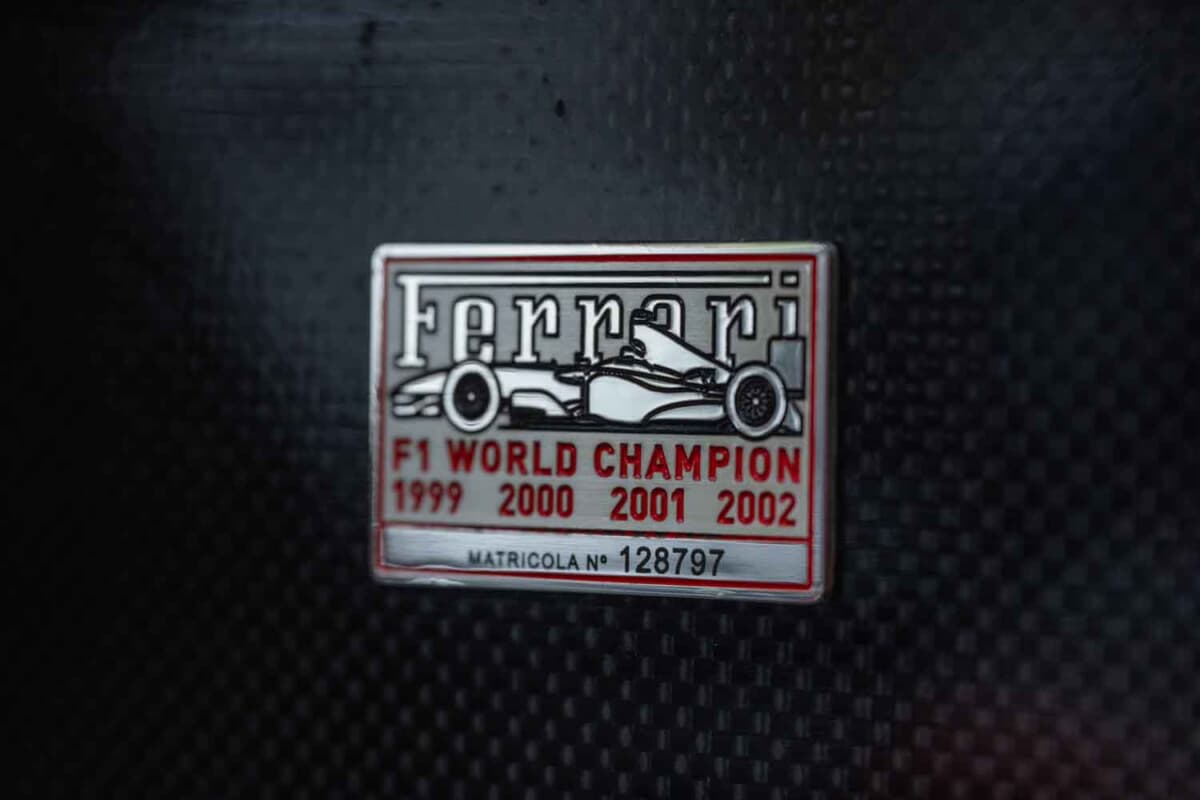 Ferrari
F1 WORLD CHAMPION
1999 2000 2001 2002
MATRICOLA Nº 128797